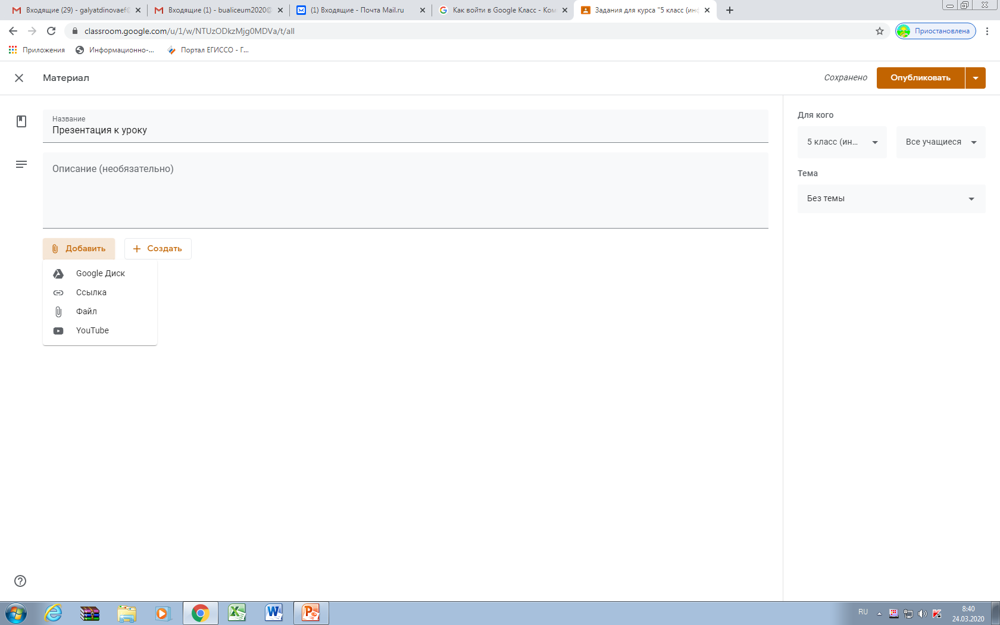 Входящие (29) - galyatdinovaef@
Входящие (1) - bualiceum2020@
(1) Входящие - Почта Mail.ru
Как войти в Google Класс - Ком
Задания для курса "5 класс (инф
classroom.google.com/u/1/w/NTUzODkzMjg0MDVa/t/all
Приостановлена
Приложения
Информационно-...
Портал ЕГИССО - Г...
Материал
Сохранено
Опубликовать
Название
Презентация к уроку
Описание (необязательно)
Добавить
Создать
Google Диск
Ссылка
Файл
YouTube
Для кого
5 класс (ин...
Все учащиеся
Тема
Без темы
RU
8:40
24.03.2020